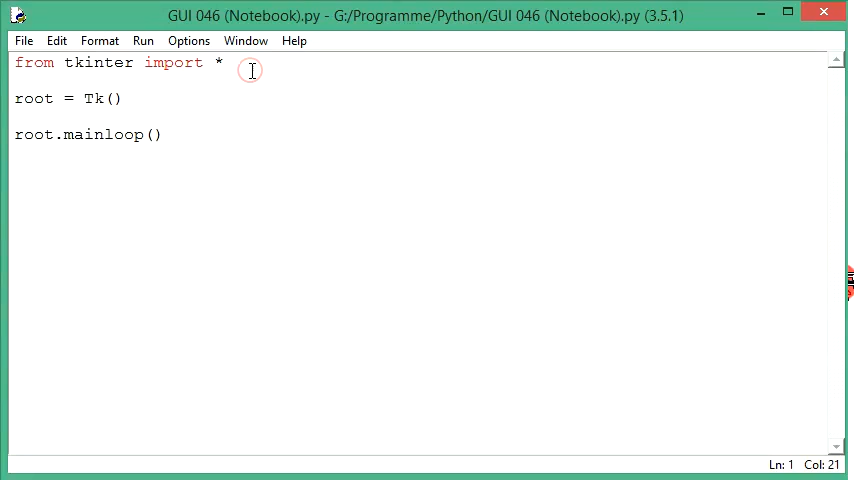 GUI 046 (Notebook).py - G:/Programme/Python/GUI 046 (Notebook).py (3.5.1)
File Edit Format Run Options Window Help
from tkinter import *
root = Tk()
root.mainloop()
Ln: 1 Col: 21